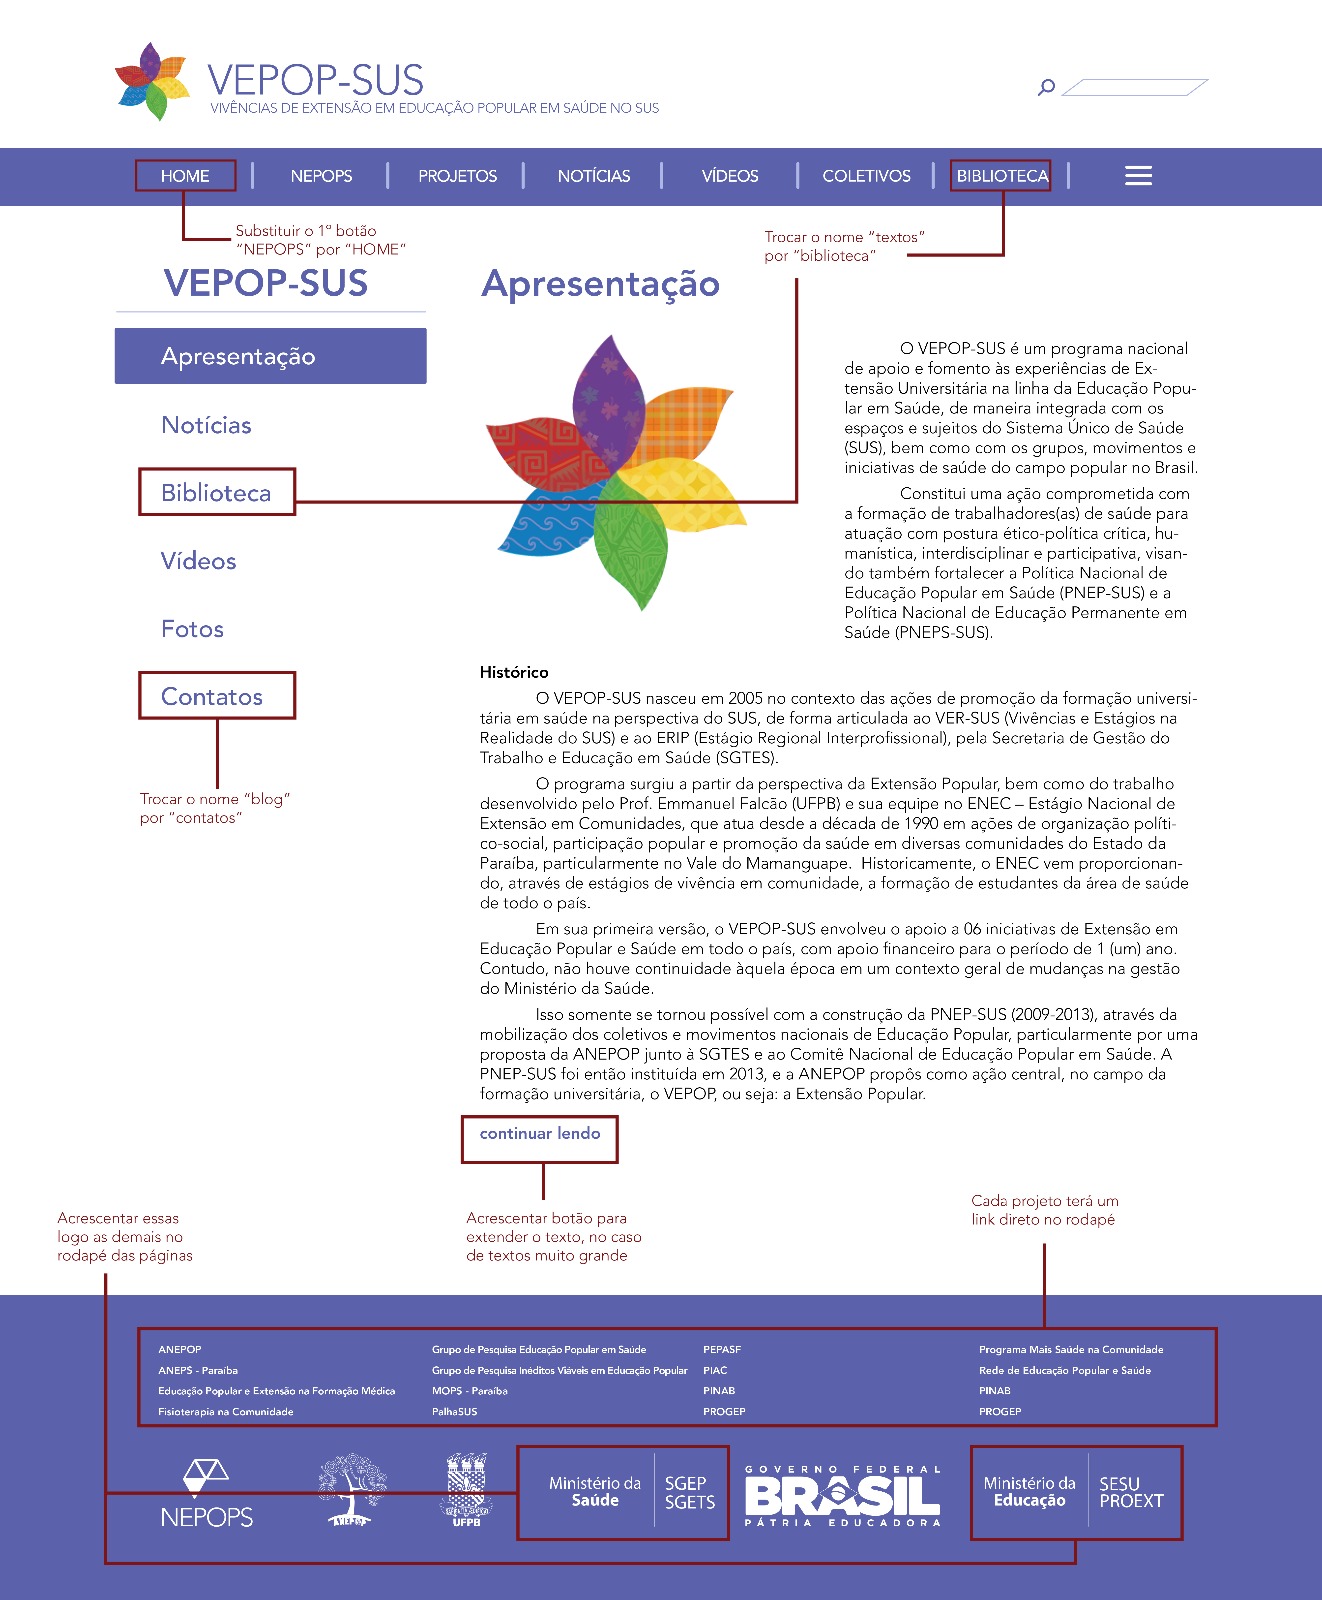 VEPOP-SUS
VIVÊNCIAS DE EXTENSÃO EM EDUCAÇÃO POPULAR EM SAÚDE NO SUS
HOME
NEPOPS
PROJETOS
NOTÍCIAS
VÍDEOS
COLETIVOS
BIBLIOTECA
Substituir o 1º botão
“NEPOPS” por “HOME”
Trocar o nome “textos”
por “biblioteca”
VEPOP-SUS
Apresentação
Notícias
Biblioteca
Vídeos
Fotos
Contatos
Trocar o nome “blog”
por “contatos”
Apresentação
O VEPOP-SUS é um programa nacional
de apoio e fomento às experiências de Ex-
tensão Universitária na linha da Educação Popu-
lar em Saúde, de maneira integrada com os
espaços e sujeitos do Sistema Único de Saúde
(SUS), bem como com os grupos, movimentos e
iniciativas de saúde do campo popular no Brasil.
Constitui uma ação comprometida com
a formação de trabalhadores(as) de saúde para
atuação com postura ético-política crítica, hu-
manística, interdisciplinar e participativa, visan-
do também fortalecer a Política Nacional de
Educação Popular em Saúde (PNEP-SUS) e a
Política Nacional de Educação Permanente em
Saúde (PNEPS-SUS).
Histórico
O VEPOP-SUS nasceu em 2005 no contexto das ações de promoção da formação universi-
tária em saúde na perspectiva do SUS, de forma articulada ao VER-SUS (Vivências e Estágios na
Realidade do SUS) e ao ERIP (Estágio Regional Interprofissional), pela Secretaria de Gestão do
Trabalho e Educação em Saúde (SGTES).
O programa surgiu a partir da perspectiva da Extensão Popular, bem como do trabalho
desenvolvido pelo Prof. Emmanuel Falcão (UFPB) e sua equipe no ENEC – Estágio Nacional de
Extensão em Comunidades, que atua desde a década de 1990 em ações de organização políti-
co-social, participação popular e promoção da saúde em diversas comunidades do Estado da
Paraíba, particularmente no Vale do Mamanguape. Historicamente, o ENEC vem proporcionan-
do, através de estágios de vivência em comunidade, a formação de estudantes da área de saúde
de todo o país.
Em sua primeira versão, o VEPOP-SUS envolveu o apoio a 06 iniciativas de Extensão em
Educação Popular e Saúde em todo o país, com apoio financeiro para o período de 1 (um) ano.
Contudo, não houve continuidade àquela época em um contexto geral de mudanças na gestão
do Ministério da Saúde.
Isso somente se tornou possível com a construção da PNEP-SUS (2009-2013), através da
mobilização dos coletivos e movimentos nacionais de Educação Popular, particularmente por uma
proposta da ANEPOP junto à SGTES e ao Comitê Nacional de Educação Popular em Saúde. A
PNEP-SUS foi então instituída em 2013, e a ANEPOP propôs como ação central, no campo da
formação universitária, o VEPOP, ou seja: a Extensão Popular.
continuar lendo
Acrescentar essas
logo as demais no
rodapé das páginas
Acrescentar botão para
extender o texto, no caso
de textos muito grande
Cada projeto terá um
link direto no rodapé
ANEPOP
ANEPS - Paraíba
Educação Popular e Extensão na Formação Médica
Fisioterapia na Comunidade
Grupo de Pesquisa Educação Popular em Saúde
Grupo de Pesquisa Inéditos Viáveis em Educação Popular
MOPS - Paraíba
PalhaSUS
PEPASF
PIAC
PINAB
PROGEP
Programa Mais Saúde na Comunidade
Rede de Educação Popular e Saúde
PINAB
PROGEP
NEPOPS
ANEPOP
UFPB
Ministério da
Saúde
SGEP
SGETS
GOVERNO FEDERAL
BRASIL
PÁTRIA EDUCADORA
Ministério da
Educação
SESU
PROEXT